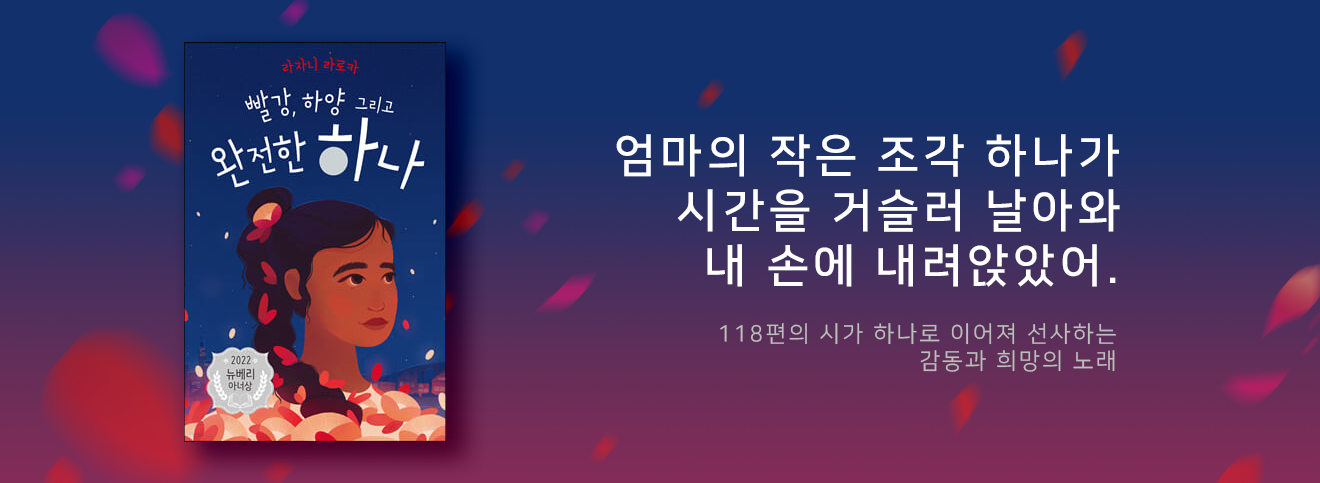 라자니 라로카
빨강, 하양 그리고
완전한 하나
2022
뉴베리
아너상
엄마의 작은 조각 하나가
시간을 거슬러 날아와
내 손에 내려앉았어.
118편의 시가 하나로 이어져 선사하는
감동과 희망의 노래